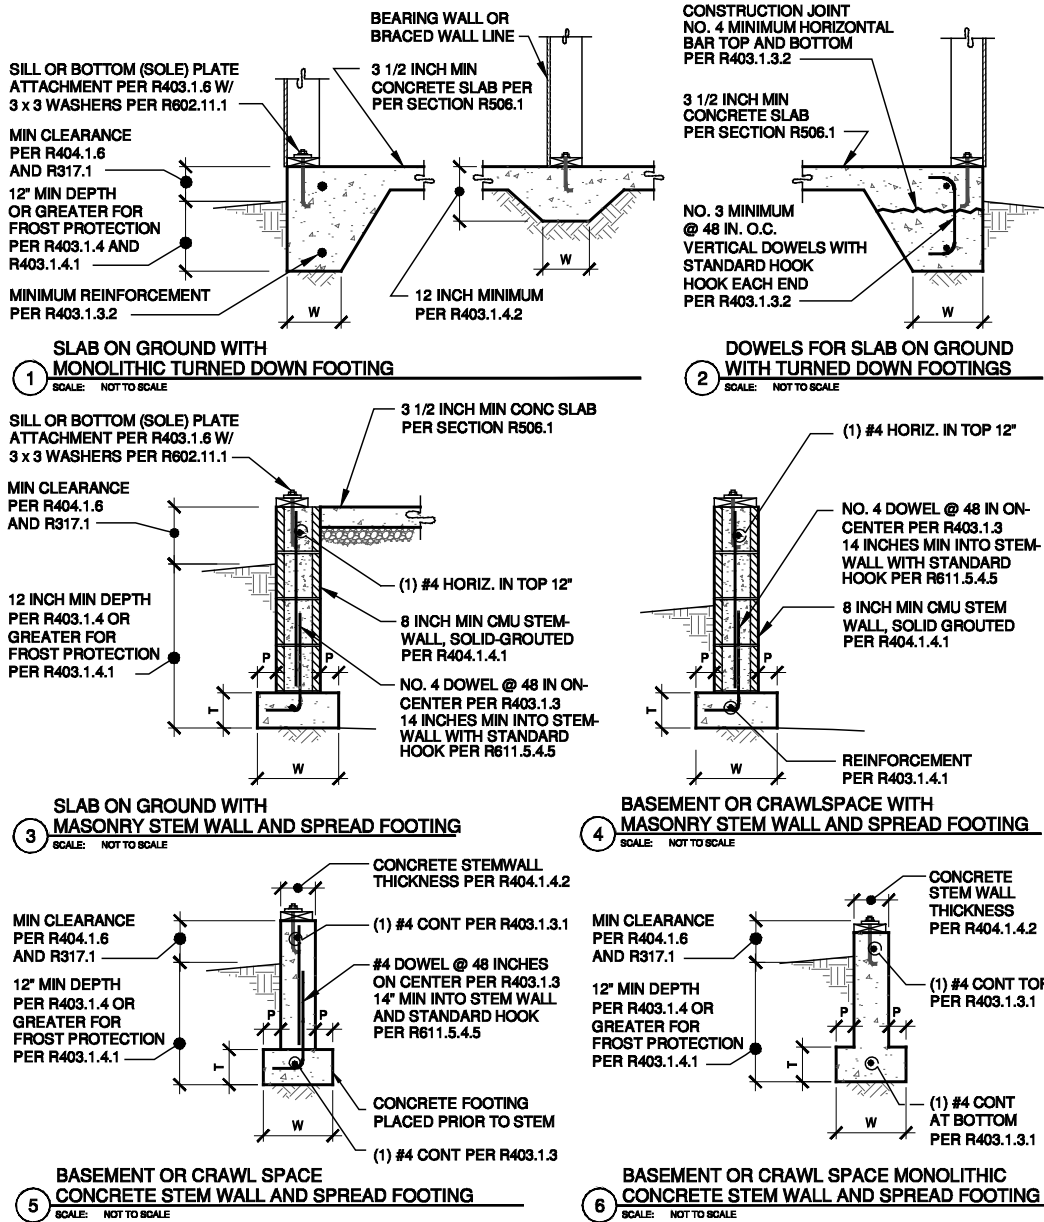 SILL OR BOTTOM (SOLE) PLATE
ATTACHMENT PER R403.1.6 W/
3 x 3 WASHERS PER R602.11.1
MIN CLEARANCE
PER R404.1.6
AND R317.1
12" MIN DEPTH
OR GREATER FOR
FROST PROTECTION
PER R403.1.4 AND
R403.1.4.1
MINIMUM REINFORCEMENT
PER R403.1.3.2
W
BEARING WALL OR
BRACED WALL LINE
3 1/2 INCH MIN
CONCRETE SLAB PER
PER SECTION R506.1
W
12 INCH MINIMUM
PER R403.1.4.2
1
SLAB ON GROUND WITH
MONOLITHIC TURNED DOWN FOOTING
SCALE: NOT TO SCALE
CONSTRUCTION JOINT
NO. 4 MINIMUM HORIZONTAL
BAR TOP AND BOTTOM
PER R403.1.3.2
3 1/2 INCH MIN
CONCRETE SLAB
PER SECTION R506.1
NO. 3 MINIMUM
@ 48 IN. O.C.
VERTICAL DOWELS WITH
STANDARD HOOK
HOOK EACH END
PER R403.1.3.2
W
2
DOWELS FOR SLAB ON GROUND
WITH TURNED DOWN FOOTINGS
SCALE: NOT TO SCALE
SILL OR BOTTOM (SOLE) PLATE
ATTACHMENT PER R403.1.6 W/
3 x 3 WASHERS PER R602.11.1
MIN CLEARANCE
PER R404.1.6
AND R317.1
12 INCH MIN DEPTH
PER R403.1.4 OR
GREATER FOR
FROST PROTECTION
PER R403.1.4.1
3 1/2 INCH MIN CONC SLAB
PER SECTION R506.1
(1) #4 HORIZ. IN TOP 12"
8 INCH MIN CMU STEM-
WALL, SOLID-GROUTED
PER R404.1.4.1
NO. 4 DOWEL @ 48 IN ON-
CENTER PER R403.1.3
14 INCHES MIN INTO STEM-
WALL WITH STANDARD
HOOK PER R611.5.4.5
P
P
T
W
3
SLAB ON GROUND WITH
MASONRY STEM WALL AND SPREAD FOOTING
SCALE: NOT TO SCALE
(1) #4 HORIZ. IN TOP 12"
NO. 4 DOWEL @ 48 IN ON-
CENTER PER R403.1.3
14 INCHES MIN INTO STEM-
WALL WITH STANDARD
HOOK PER R611.5.4.5
8 INCH MIN CMU STEM
WALL, SOLID GROUTED
PER R404.1.4.1
P
P
T
W
REINFORCEMENT
PER R403.1.4.1
4
BASEMENT OR CRAWLSPACE WITH
MASONRY STEM WALL AND SPREAD FOOTING
SCALE: NOT TO SCALE
CONCRETE STEMWALL
THICKNESS PER R404.1.4.2
MIN CLEARANCE
PER R404.1.6
AND R317.1
12" MIN DEPTH
PER R403.1.4 OR
GREATER FOR
FROST PROTECTION
PER R403.1.4.1
(1) #4 CONT PER R403.1.3.1
#4 DOWEL @ 48 INCHES
ON CENTER PER R403.1.3
14" MIN INTO STEM WALL
AND STANDARD HOOK
PER R611.5.4.5
P
P
T
W
CONCRETE FOOTING
PLACED PRIOR TO STEM
(1) #4 CONT PER R403.1.3
5
BASEMENT OR CRAWL SPACE
CONCRETE STEM WALL AND SPREAD FOOTING
SCALE: NOT TO SCALE
CONCRETE
STEM WALL
THICKNESS
PER R404.1.4.2
MIN CLEARANCE
PER R404.1.6
AND R317.1
12" MIN DEPTH
PER R403.1.4 OR
GREATER FOR
FROST PROTECTION
PER R403.1.4.1
(1) #4 CONT TOP
PER R403.1.3.1
P
P
T
W
(1) #4 CONT
AT BOTTOM
PER R403.1.3.1
6
BASEMENT OR CRAWL SPACE MONOLITHIC
CONCRETE STEM WALL AND SPREAD FOOTING
SCALE: NOT TO SCALE